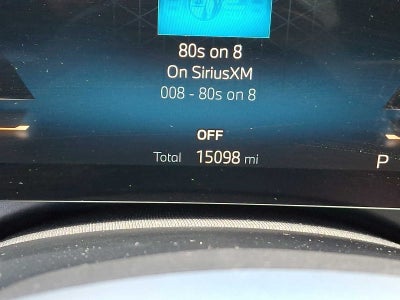 80s on 8
On SiriusXM
008 - 80s on 8
OFF
Total 15098 mi
P